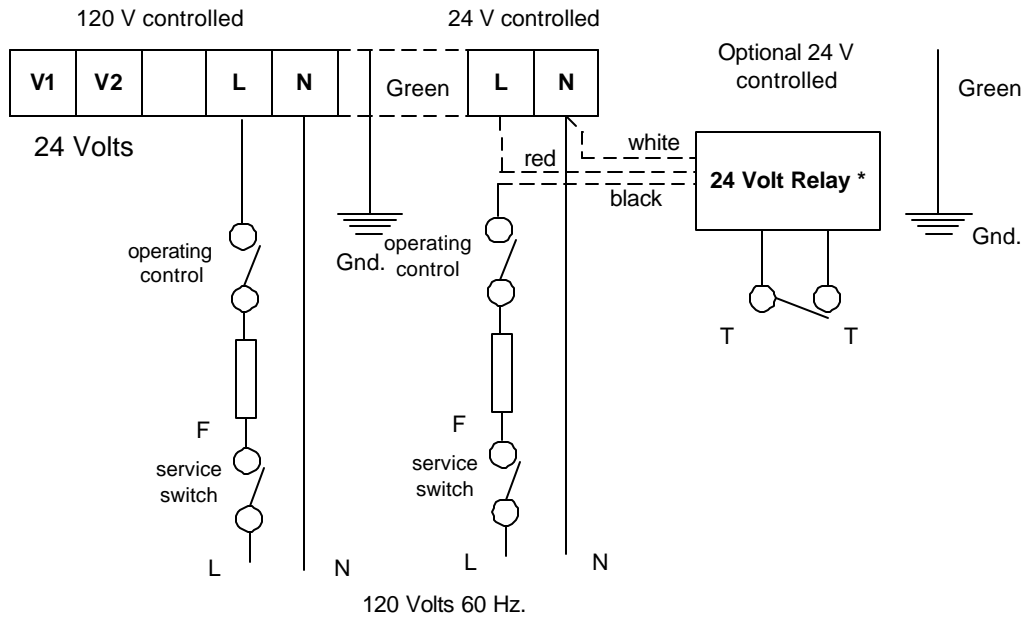 120 V controlled
24 V controlled
Optional 24 V
controlled
V1 V2 L N
Green
L N
Green
24 Volts
white
red
24 Volt Relay *
black
operating
control
Gnd.
operating
control
Gnd.
T T
F
F
service
switch
service
switch
L N
L N
120 Volts 60 Hz.